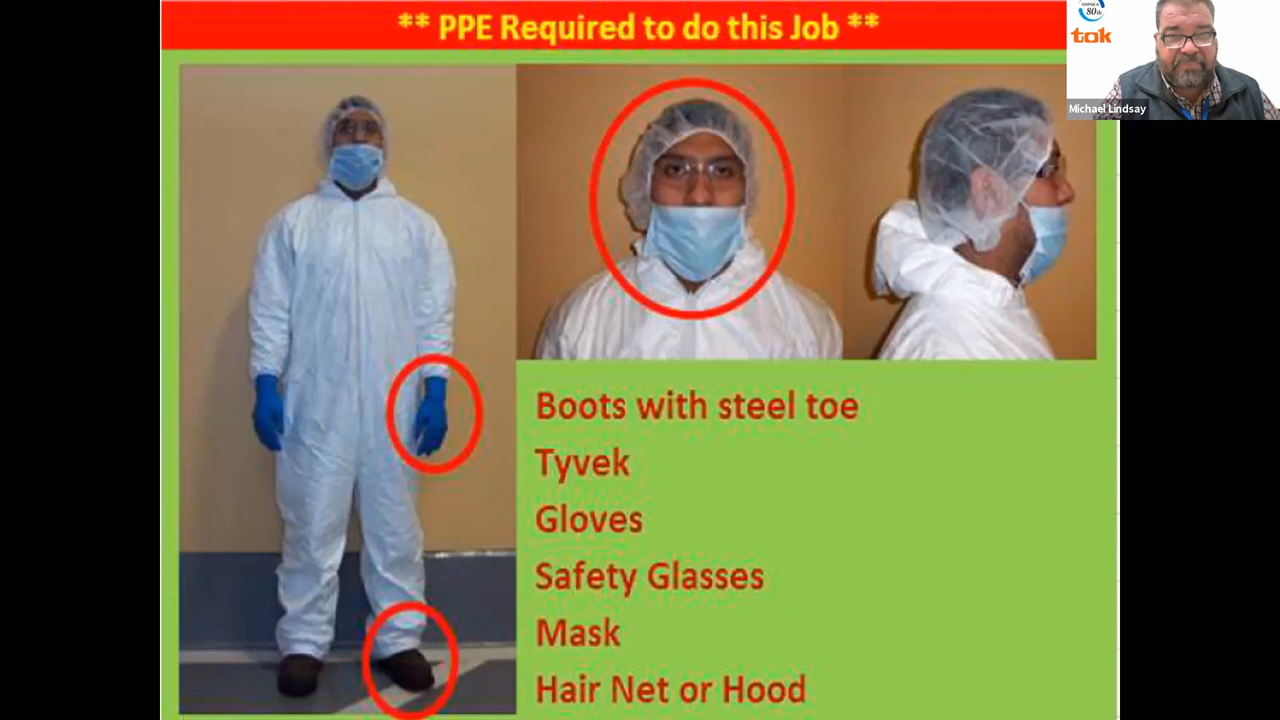 ** PPE Required to do this Job **
80th
tok
Michael Lindsay
Boots with steel toe
Tyvek
Gloves
Safety Glasses
Mask
Hair Net or Hood